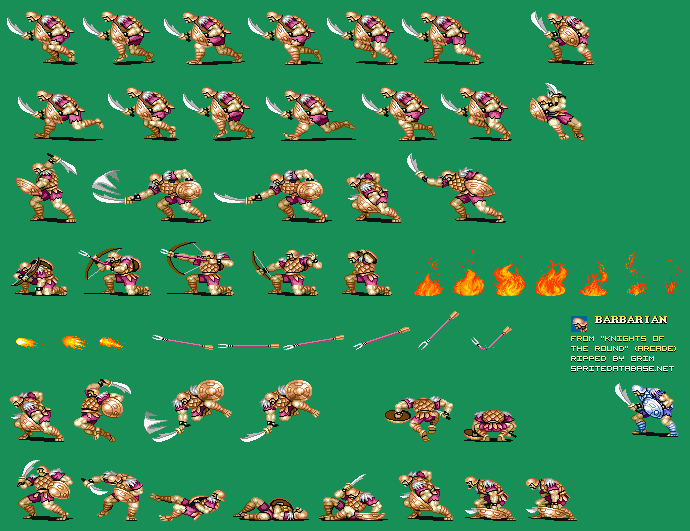 BARBARIAN
FROM "KNIGHTS OF
THE ROUND" (ARCADE)
RIPPED BY GRIM
SPRITEDATABASE.NET